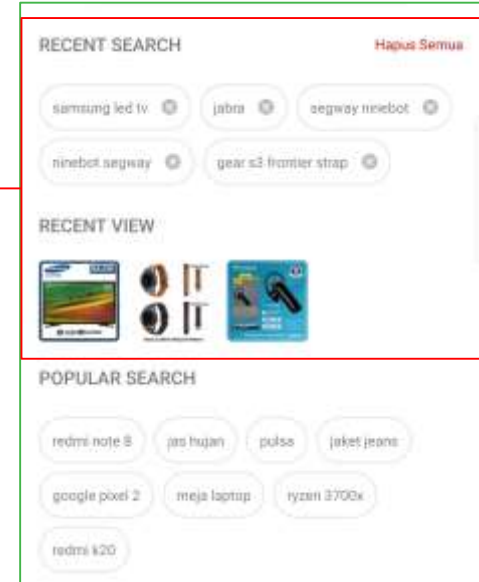 RECENT SEARCH Hapus Semua
samsung led tv jabra segway ninebot
ninebot segway gear s3 frontier strap
RECENT VIEW
SAMSUNG
POPULAR SEARCH
redmi note 8 jas hujan pulsa jaket jeans
google pixel 2 meja laptop ryzen 3700x
redmi k20